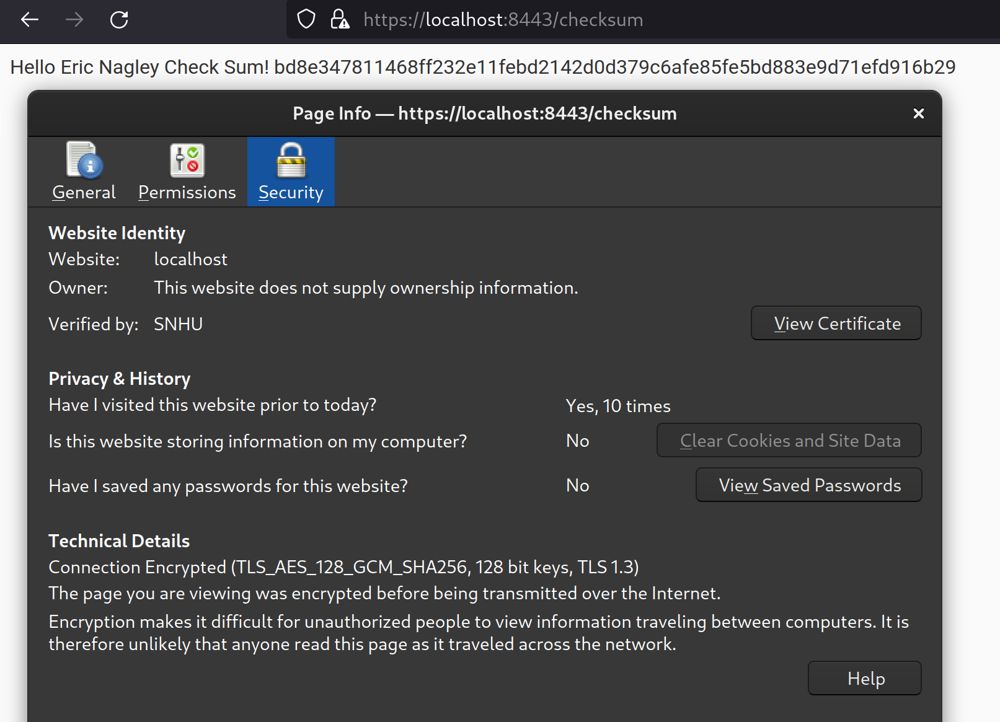 https://localhost:8443/checksum
Hello Eric Nagley Check Sum! bd8e347811468ff232e11febd2142d0d379c6afe85fe5bd883e9d71efd916b29
Page Info — https://localhost:8443/checksum
General Permissions Security
Website Identity
Website: localhost
Owner: This website does not supply ownership information.
Verified by: SNHU View Certificate
Privacy & History
Have I visited this website prior to today? Yes, 10 times
Is this website storing information on my computer? No Clear Cookies and Site Data
Have I saved any passwords for this website? No View Saved Passwords
Technical Details
Connection Encrypted (TLS_AES_128_GCM_SHA256, 128 bit keys, TLS 1.3)
The page you are viewing was encrypted before being transmitted over the Internet.
Encryption makes it difficult for unauthorized people to view information traveling between computers. It is
therefore unlikely that anyone read this page as it traveled across the network.
Help